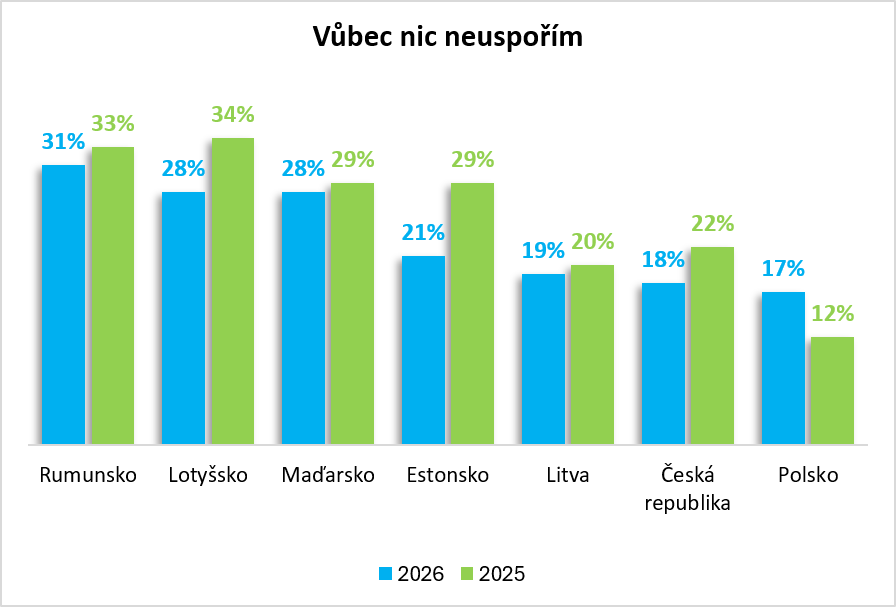 Vůbec nic neuspořím
31%
33%
28%
34%
28%
29%
21%
29%
19%
20%
18%
22%
17%
12%
Rumunsko
Lotyšsko
Maďarsko
Estonsko
Litva
Česká
republika
Polsko
2026
2025